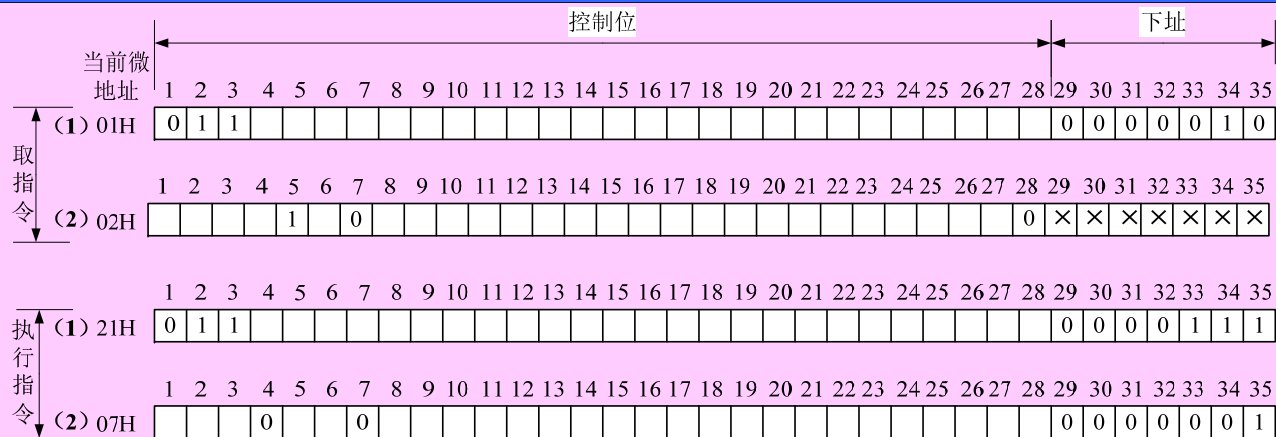 控制位 下址
当前微
地址 1 2 3 4 5 6 7 8 9 10 11 12 13 14 15 16 17 18 19 20 21 22 23 24 25 26 27 28 29 30 31 32 33 34 35
(1) 01H 0 1 1 0 0 0 0 0 1 0
取指令
1 2 3 4 5 6 7 8 9 10 11 12 13 14 15 16 17 18 19 20 21 22 23 24 25 26 27 28 29 30 31 32 33 34 35
(2) 02H 1 0 0 × × × × × × ×
1 2 3 4 5 6 7 8 9 10 11 12 13 14 15 16 17 18 19 20 21 22 23 24 25 26 27 28 29 30 31 32 33 34 35
(1) 21H 0 1 1 0 0 0 0 1 1 1
执行指令
1 2 3 4 5 6 7 8 9 10 11 12 13 14 15 16 17 18 19 20 21 22 23 24 25 26 27 28 29 30 31 32 33 34 35
(2) 07H 0 0 0 0 0 0 0 0 1